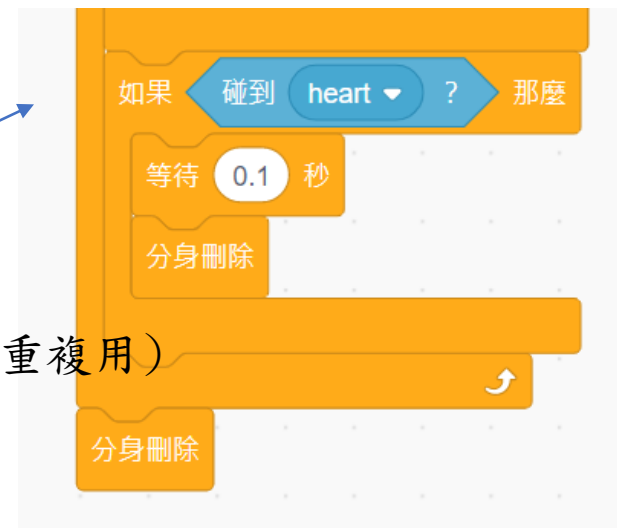 如果 碰到 heart ? 那麼
等待 0.1 秒
分身刪除
重複用）
分身刪除